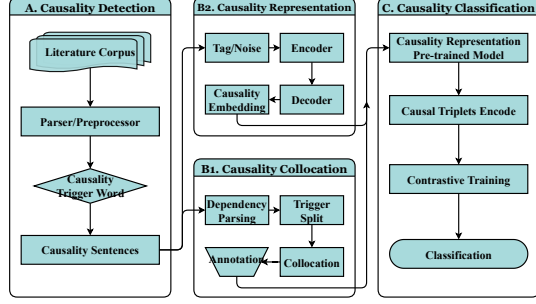 A. Causality Detection
Literature Corpus
Parser/Preprocessor
Causality
Trigger Word
Causality Sentences
B2. Causality Representation
Tag/Noise
Encoder
Causality
Embedding
Decoder
B1. Causality Collocation
Dependency
Parsing
Trigger
Split
Annotation
Collocation
C. Causality Classification
Causality Representation
Pre-trained Model
Causal Triplets Encode
Contrastive Training
Classification